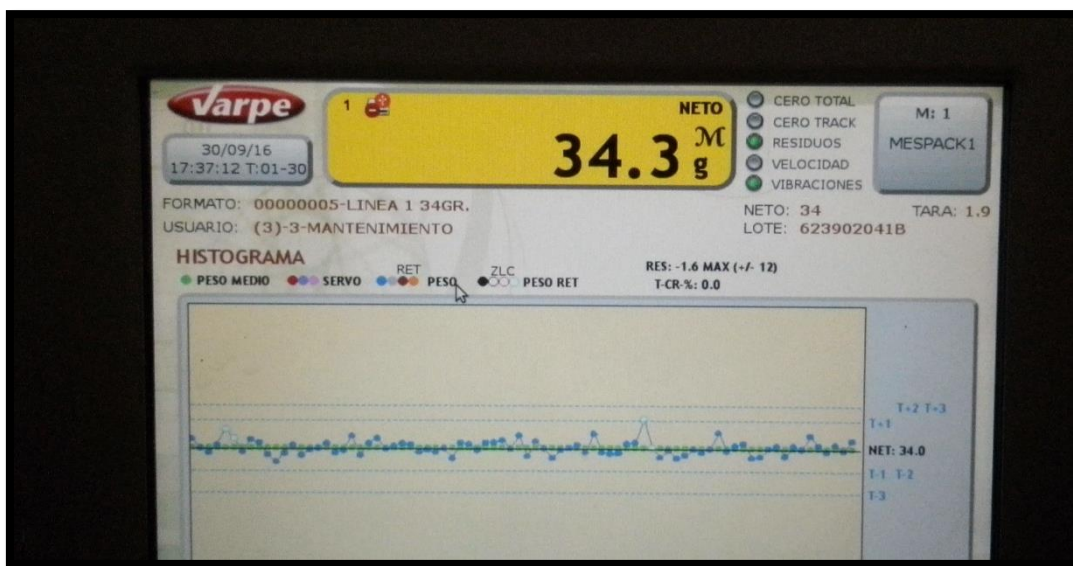 varpe
1 NETO
34.3 M g
30/09/16
17:37:12 T:01-30
CERO TOTAL
CERO TRACK
RESIDUOS
VELOCIDAD
VIBRACIONES
M: 1
MESPACK1
FORMATO: 00000005-LINEA 1 34GR.
USUARIO: (3)-3-MANTENIMIENTO
NETO: 34 TARA: 1.9
LOTE: 623902041B
HISTOGRAMA
PESO MEDIO SERVO RET PESO ZLC PESO RET
RES: -1.6 MAX (+/- 12)
T-CR-%: 0.0
T+2 T+3
T+1
NET: 34.0
T-1 T-2
T-3